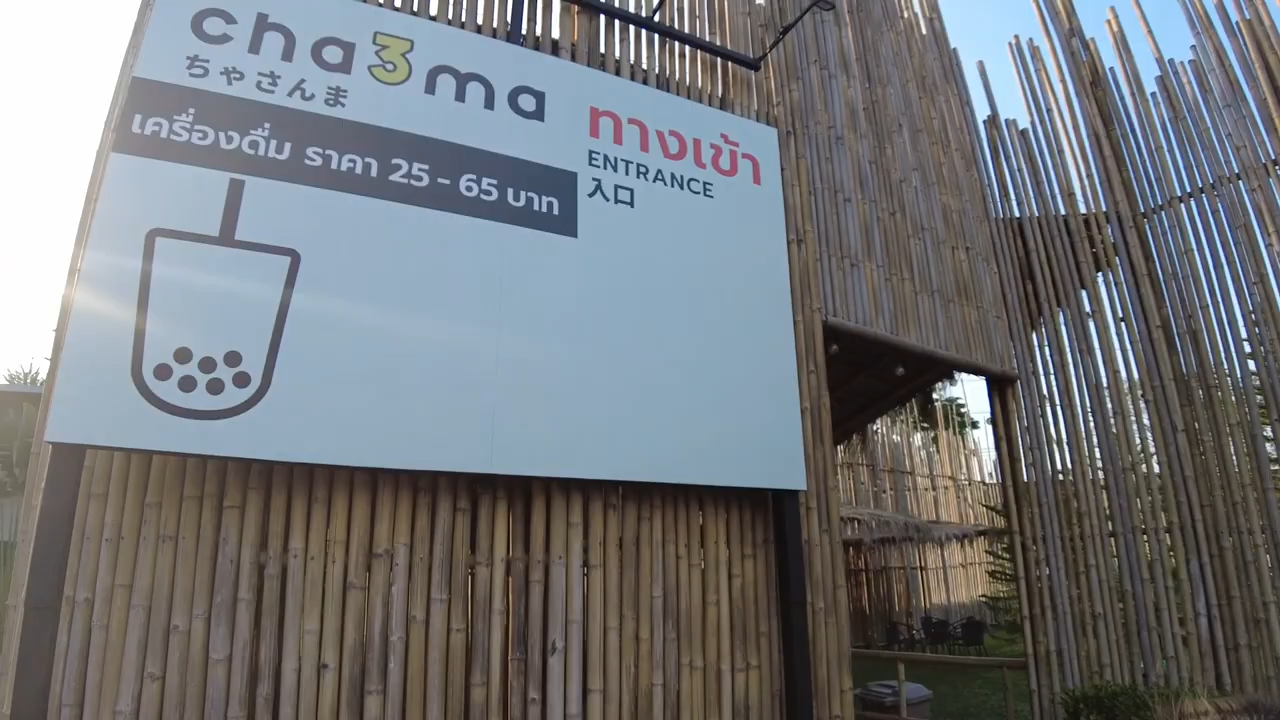 cha3ma
ちゃさんま
เครื่องดื่ม ราคา 25 - 65 บาท
ทางเข้า
ENTRANCE
入口